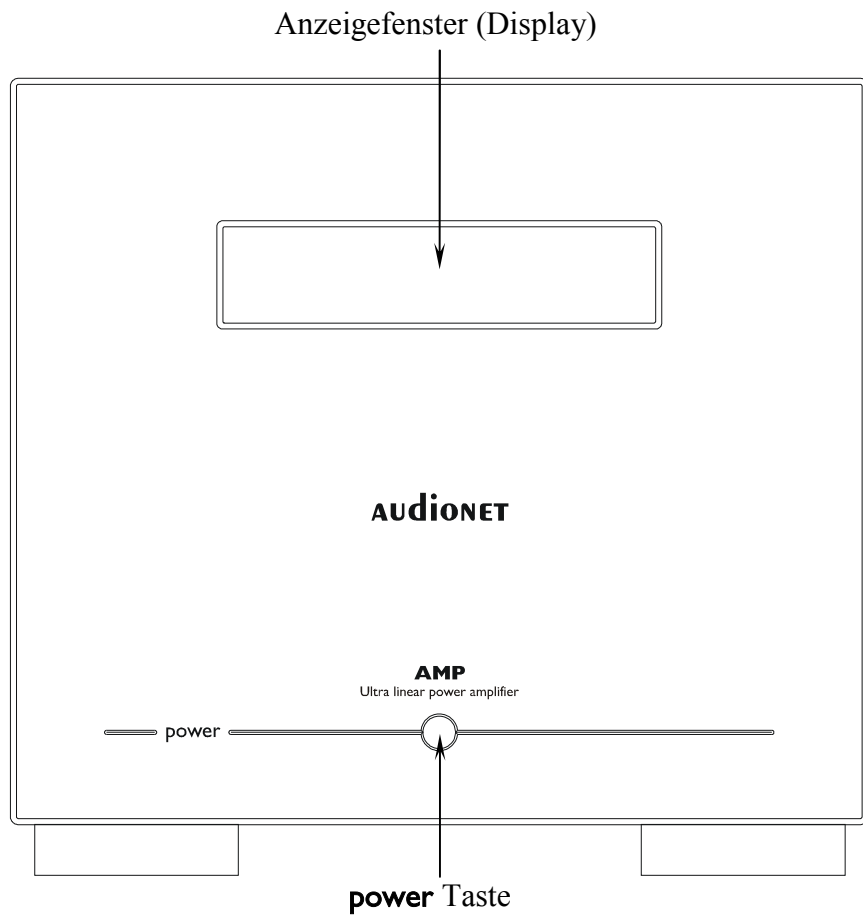 Anzeigefenster (Display)
AUdioNET
AMP
Ultra linear power amplifier
power
power Taste